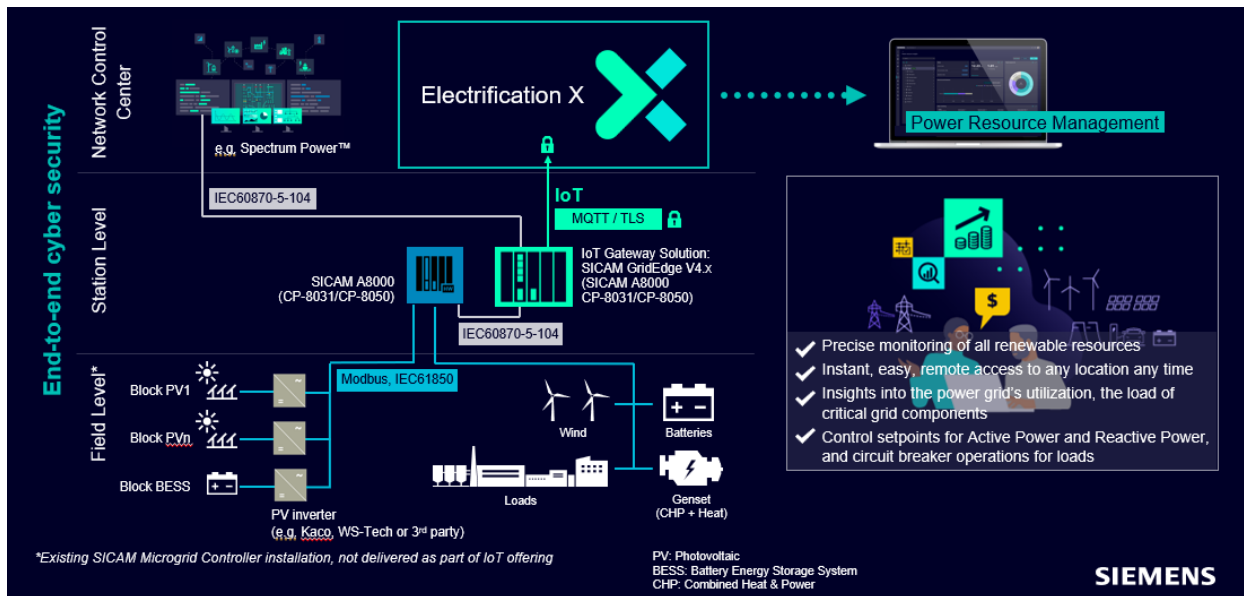 End-to-end cyber security
Network Control
Center
e.g, Spectrum Power™
Electrification X
Power Resource Management
Station Level
IEC60870-5-104
IoT
MQTT / TLS
SICAM A8000
(CP-8031/CP-8050)
IoT Gateway Solution:
SICAM GridEdge V4.x
(SICAM A8000
CP-8031/CP-8050)
IEC60870-5-104
Field Level*
Modbus, IEC61850
Block PV1
Block PVn
Block BESS
PV inverter
(e.g, Kaco, WS-Tech or 3rd party)
Wind
Batteries
Loads
Genset
(CHP + Heat)
$
Precise monitoring of all renewable resources
Instant, easy, remote access to any location any time
Insights into the power grid's utilization, the load of
critical grid components
Control setpoints for Active Power and Reactive Power,
and circuit breaker operations for loads
*Existing SICAM Microgrid Controller installation, not delivered as part of IoT offering
PV: Photovoltaic
BESS: Battery Energy Storage System
CHP: Combined Heat & Power
SIEMENS